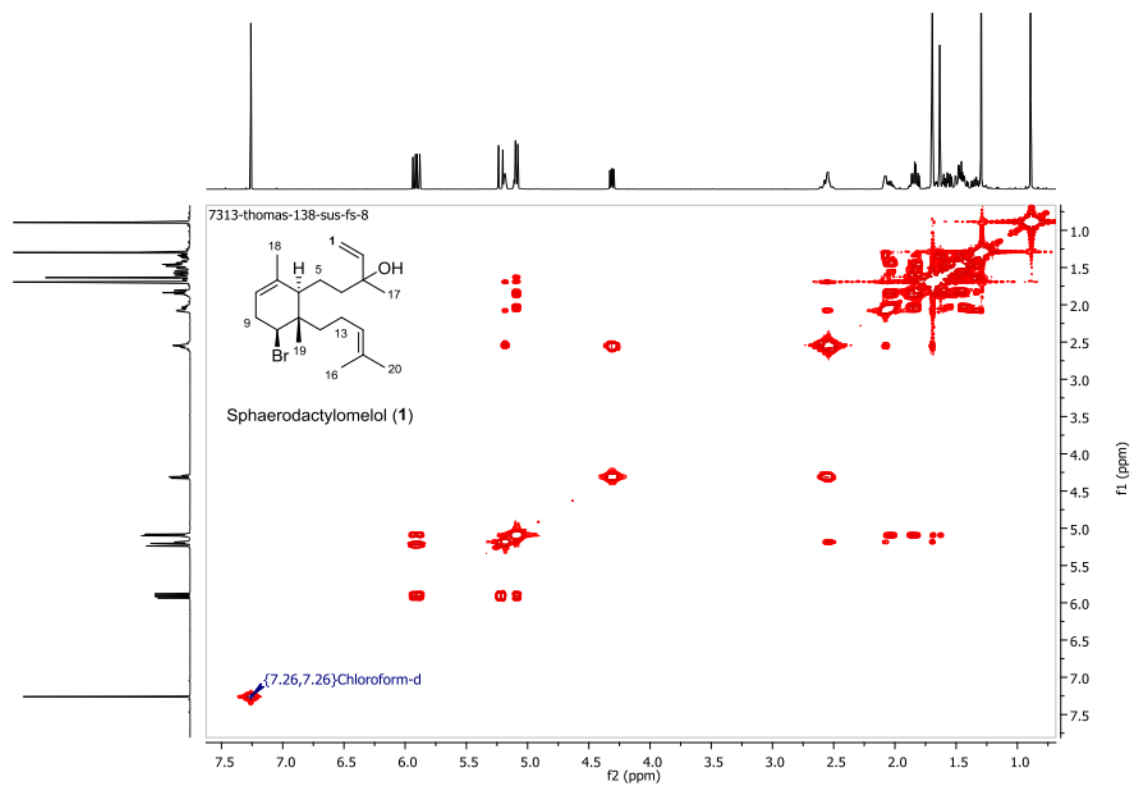 7313-thomas-138-sus-fs-8
1
18
H
5
OH
17
9
13
Br
19
16
20
Sphaerodactylomelol (1)
{7.26,7.26}Chloroform-d
1.0
1.5
2.0
2.5
3.0
3.5
4.0
4.5
5.0
5.5
6.0
6.5
7.0
7.5
f1 (ppm)
7.5 7.0 6.5 6.0 5.5 5.0 4.5 4.0 3.5 3.0 2.5 2.0 1.5 1.0
f2 (ppm)